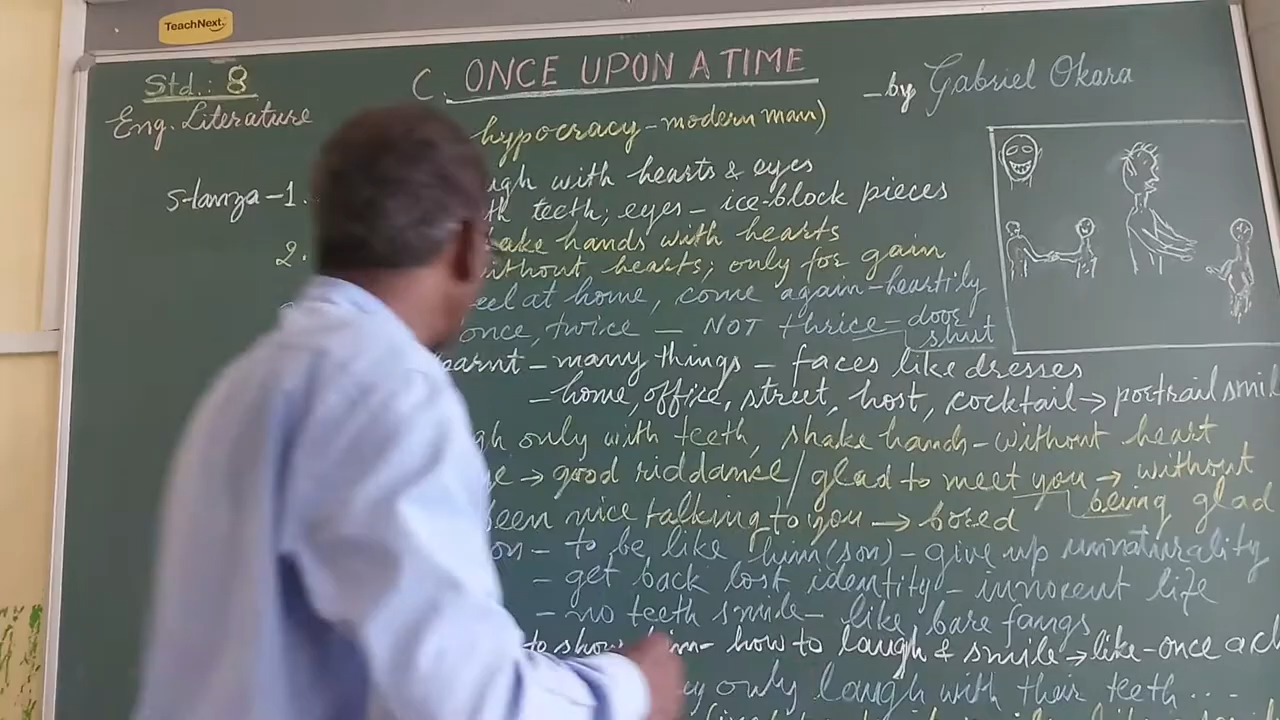 TeachNext
Std.: 8
C. ONCE UPON A TIME
- by Gabriel Okara
Eng. Literature
hypocracy - modern man)
Stanza - 1. ugh with hearts & eyes
th teeth; eyes - ice-block pieces
2. ake hands with hearts
ithout hearts; only for gain
eel at home, come again - heartily
once, twice - NOT thrice - door
shut
earnt - many things - faces like dresses
- home, office, street, host, cocktail → portrail smil
gh only with teeth, shake hands - without heart
e → good riddance / glad to meet you → without
being glad
been nice talking to you → bored
on - to be like him (son) - give up unnaturality
- get back lost identity - innocent life
- no teeth smile - like bare fangs
to show him - how to laugh & smile → like - once a ch
y only laugh with their teeth ...